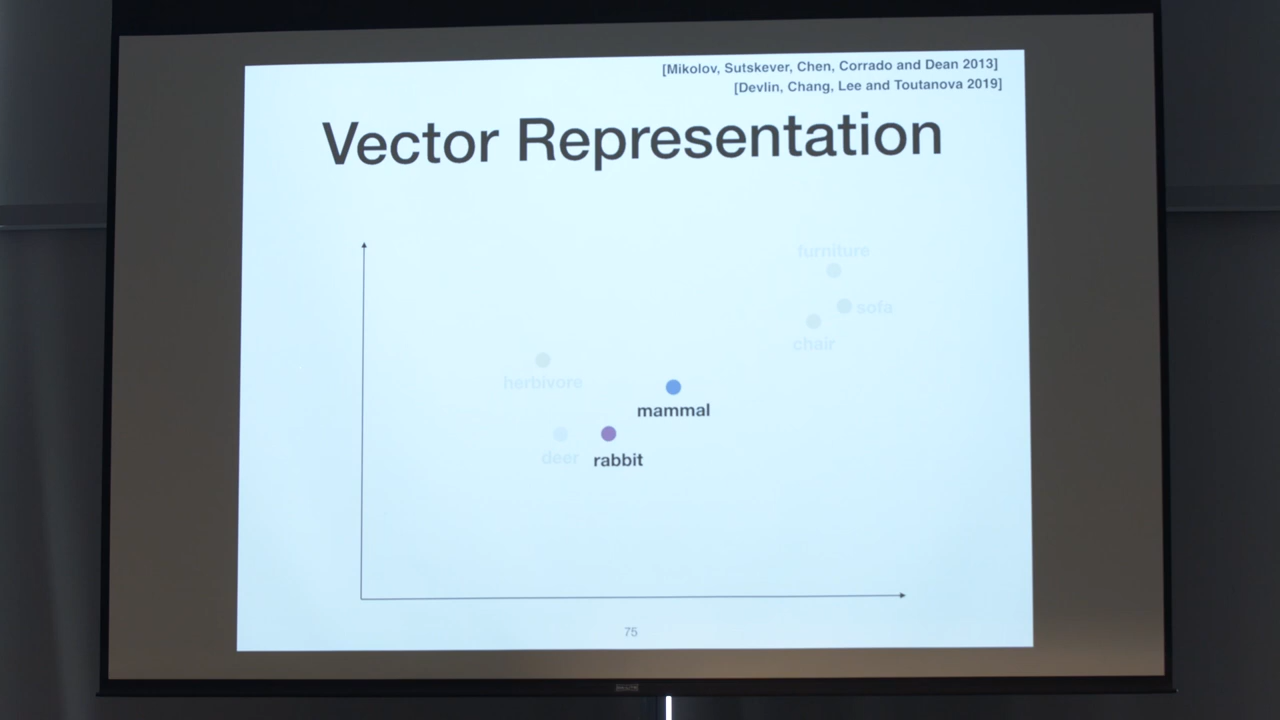 [Mikolov, Sutskever, Chen, Corrado and Dean 2013]
[Devlin, Chang, Lee and Toutanova 2019]
Vector Representation
furniture
sofa
chair
herbivore
mammal
deer
rabbit
75